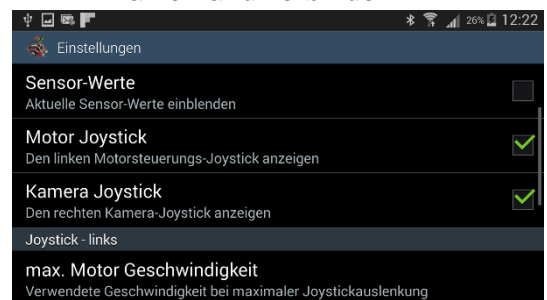 26% 12:22
Einstellungen
Sensor-Werte
Aktuelle Sensor-Werte einblenden
Motor Joystick
Den linken Motorsteuerungs-Joystick anzeigen
Kamera Joystick
Den rechten Kamera-Joystick anzeigen
Joystick - links
max. Motor Geschwindigkeit
Verwendete Geschwindigkeit bei maximaler Joystickauslenkung